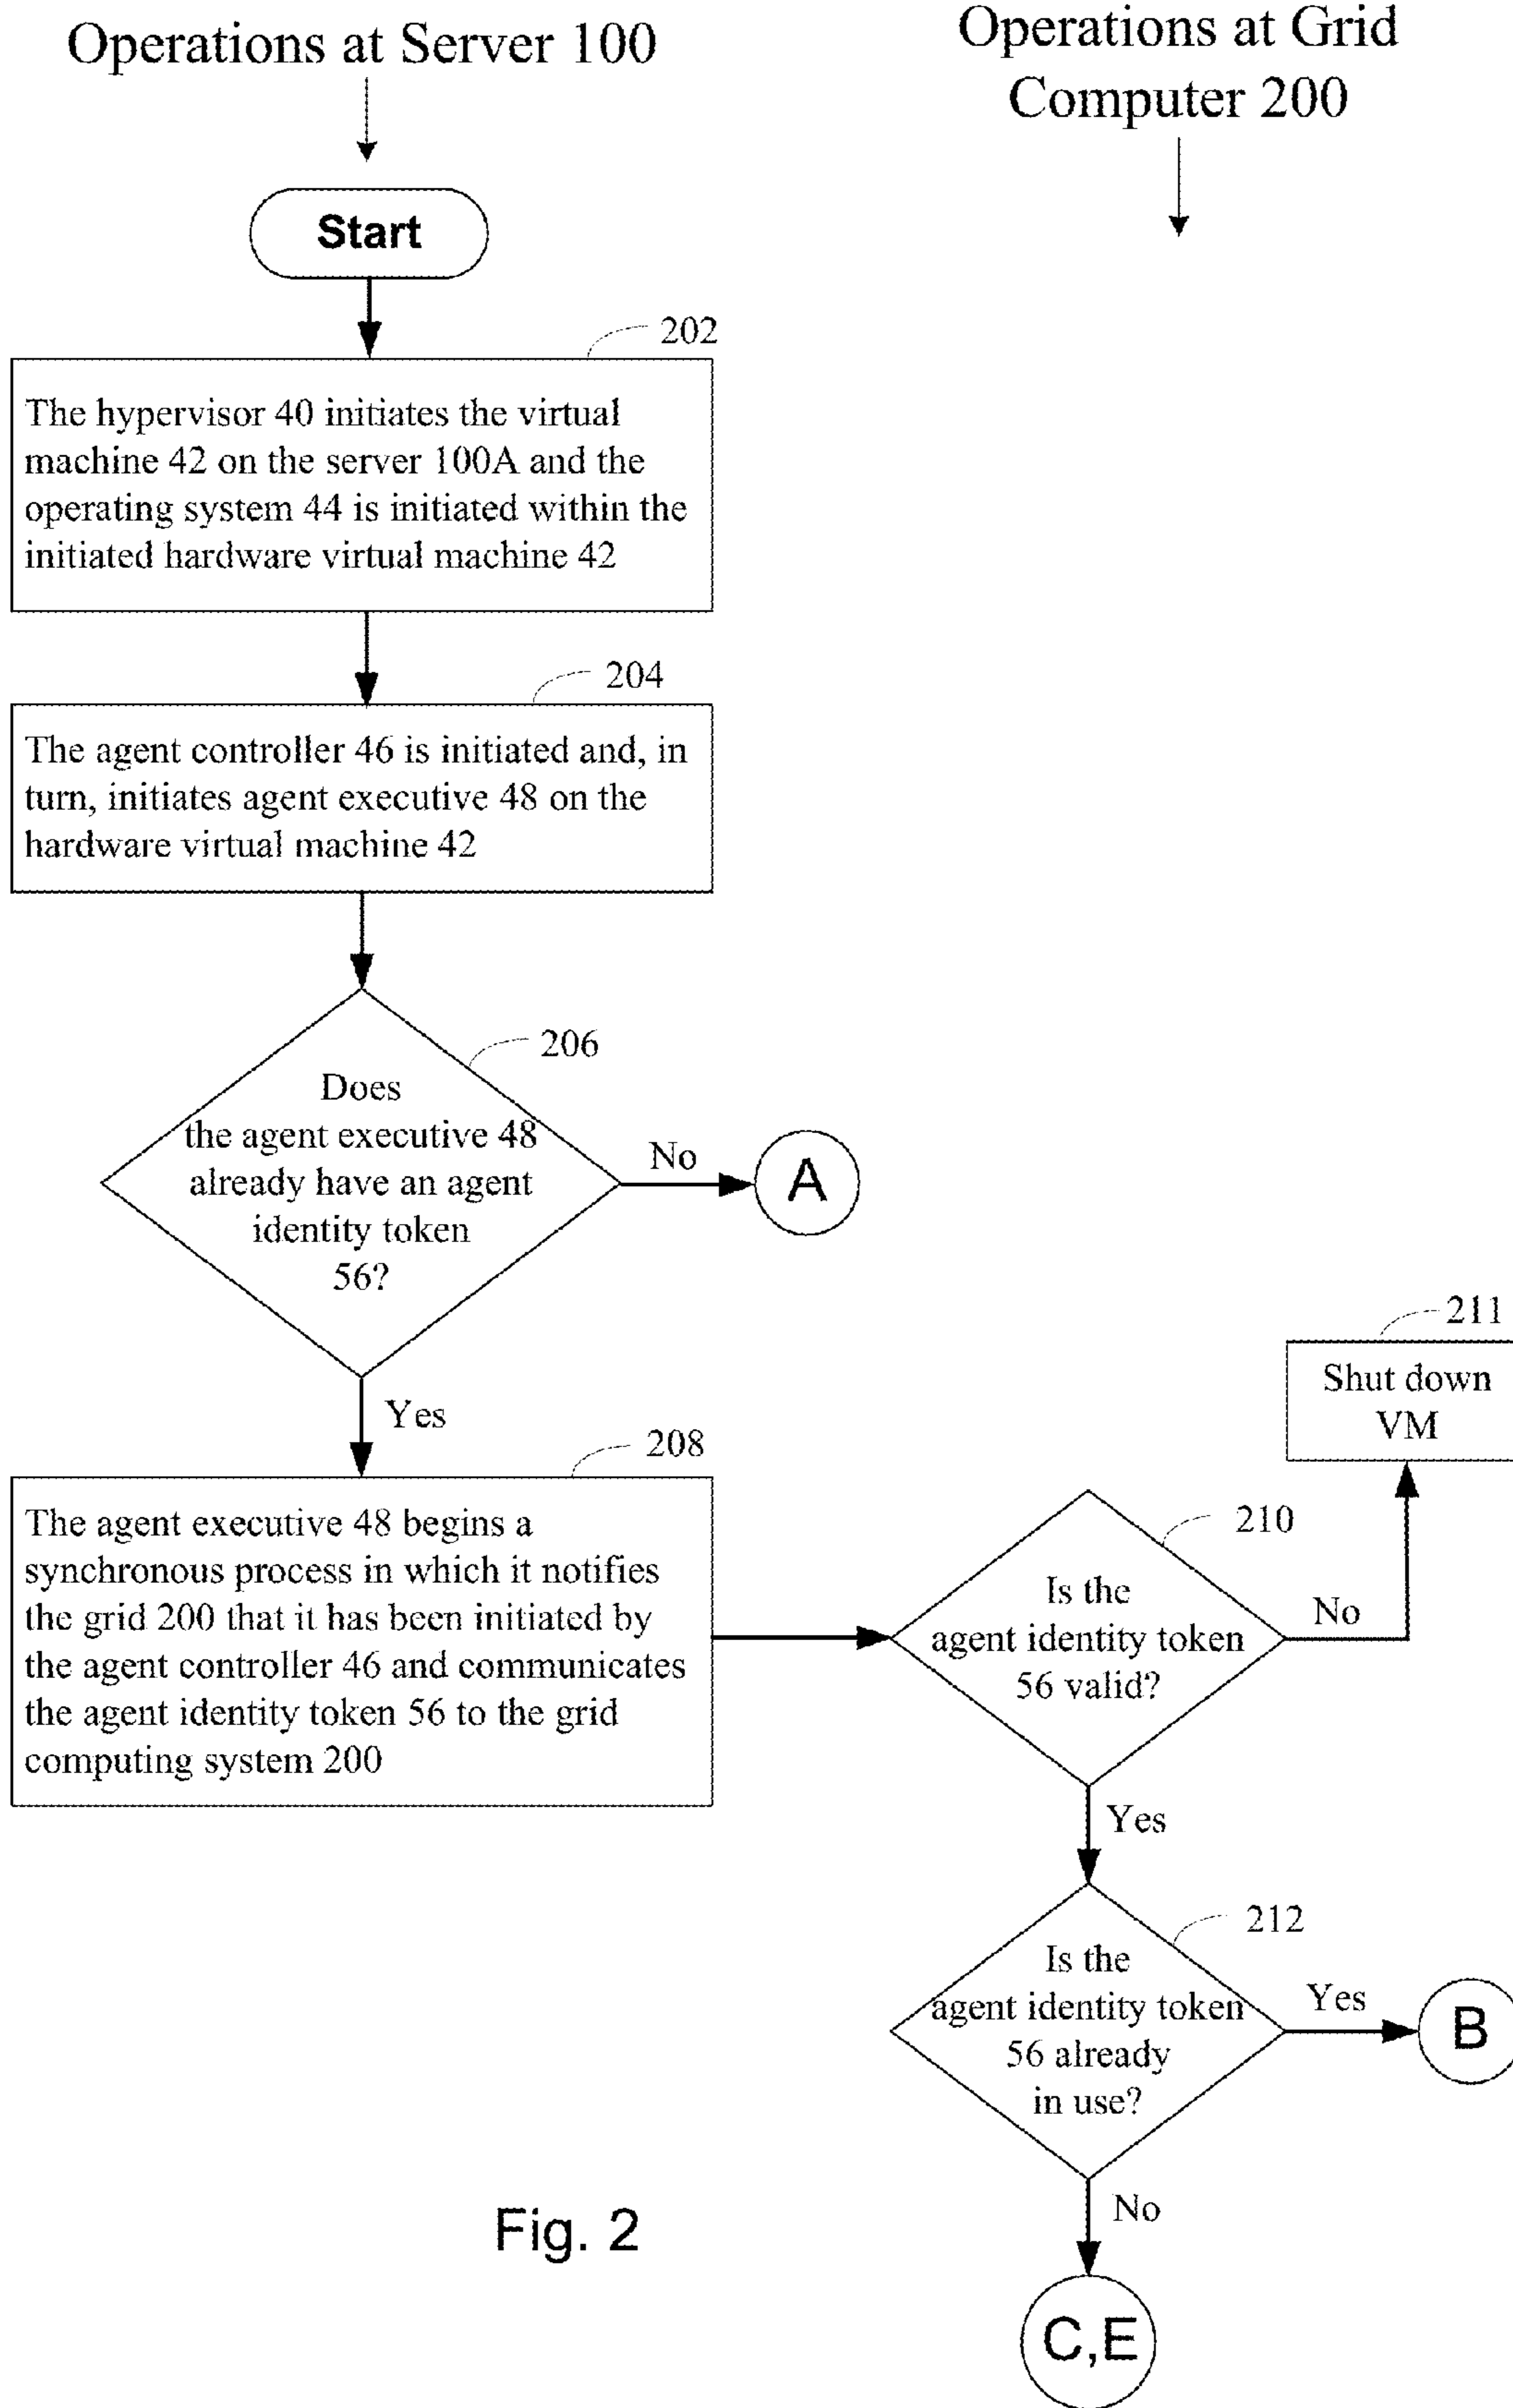 Operations at Server 100
Operations at Grid
Computer 200
Start
202
The hypervisor 40 initiates the virtual
machine 42 on the server 100A and the
operating system 44 is initiated within the
initiated hardware virtual machine 42
204
The agent controller 46 is initiated and, in
turn, initiates agent executive 48 on the
hardware virtual machine 42
206
Does
the agent executive 48
already have an agent
identity token
56?
No
A
Yes
208
The agent executive 48 begins a
synchronous process in which it notifies
the grid 200 that it has been initiated by
the agent controller 46 and communicates
the agent identity token 56 to the grid
computing system 200
210
Is the
agent identity token
56 valid?
No
211
Shut down
VM
Yes
212
Is the
agent identity token
56 already
in use?
Yes
B
No
C,E
Fig. 2